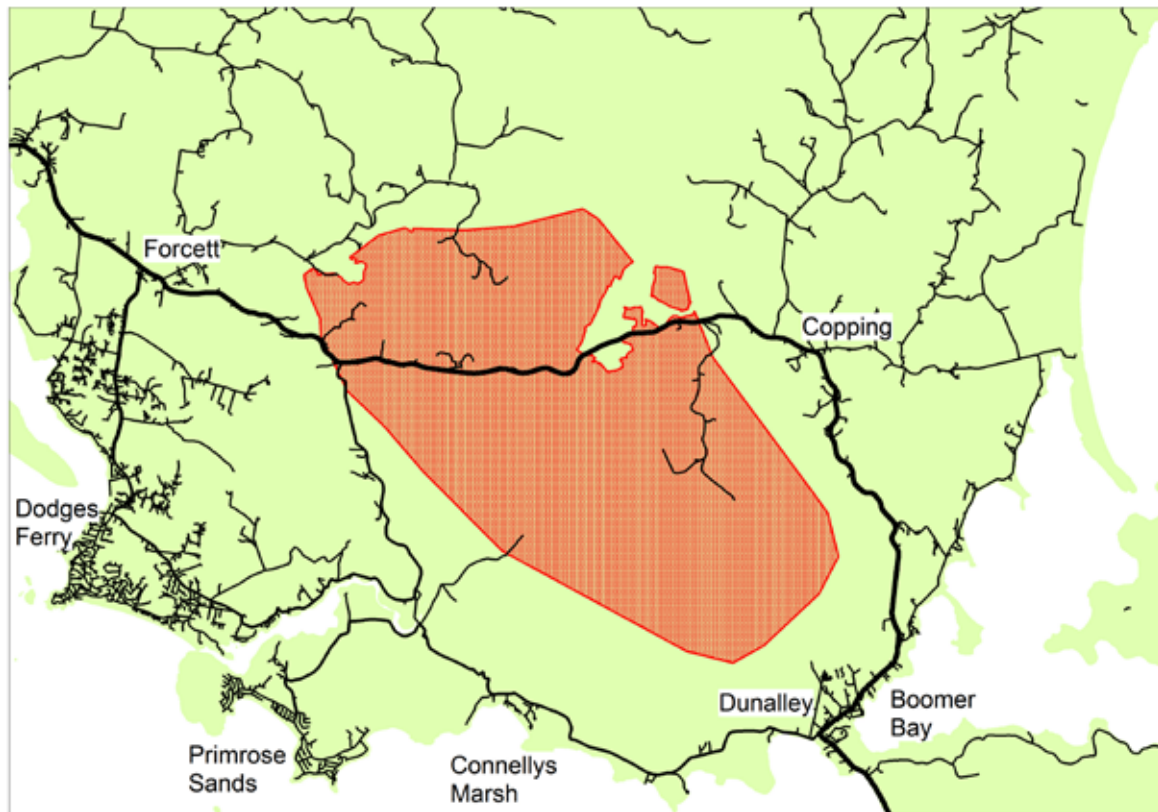 Forcett
Copping
Dodges
Ferry
Dunalley
Boomer
Bay
Primrose
Sands
Connellys
Marsh